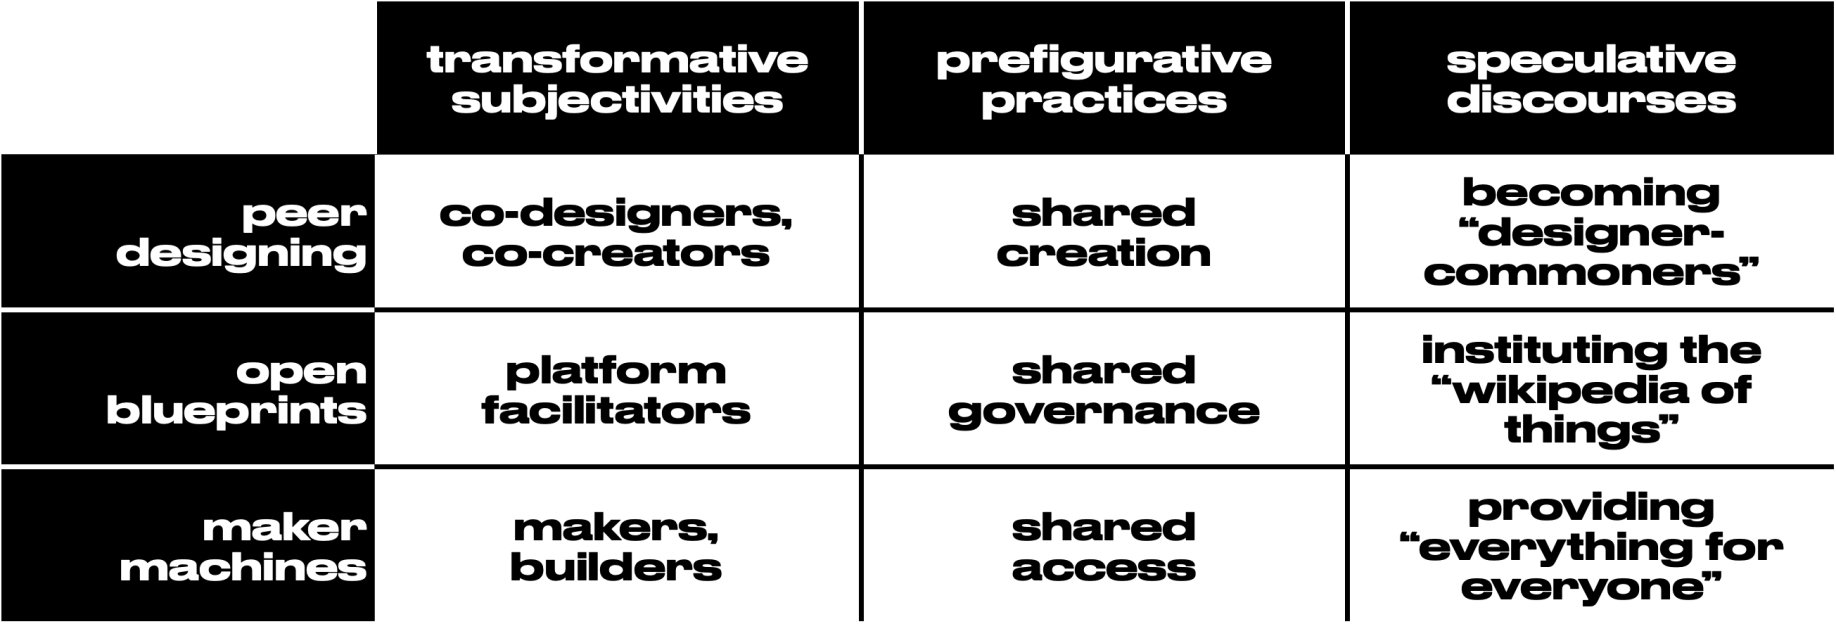 transformative
subjectivities
prefigurative
practices
speculative
discourses
peer
designing
co-designers,
co-creators
shared
creation
becoming
“designer-
commoners”
open
blueprints
platform
facilitators
shared
governance
instituting the
“wikipedia of
things”
maker
machines
makers,
builders
shared
access
providing
“everything for
everyone”